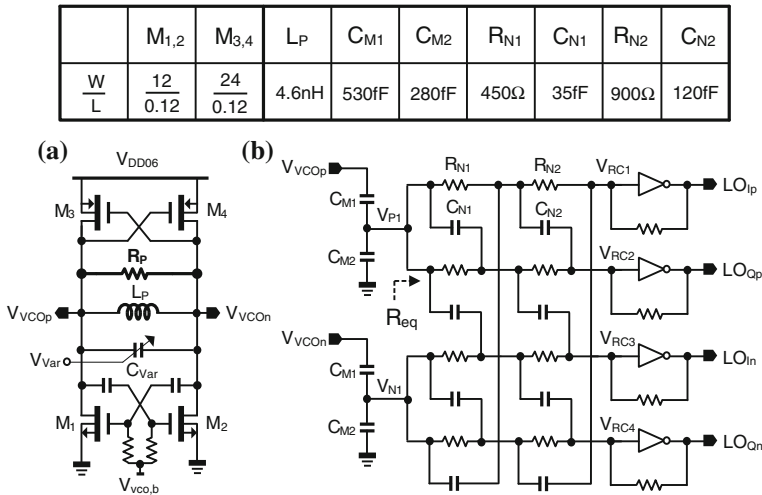 M1,2 M3,4 LP CM1 CM2 RN1 CN1 RN2 CN2
W/L 12/0.12 24/0.12 4.6nH 530fF 280fF 450Ω 35fF 900Ω 120fF
(a)
VDD06
M3 M4
RP
LP
VVCOp VVCOn
VVar
CVar
M1 M2
Vvco,b
(b)
VVCOp RN1 RN2 VRC1 LOIp
CM1
VP1 CN1 CN2
CM2 VRC2 LOQp
Req
VVCOn VRC3 LOIn
CM1
VN1
CM2 VRC4 LOQn